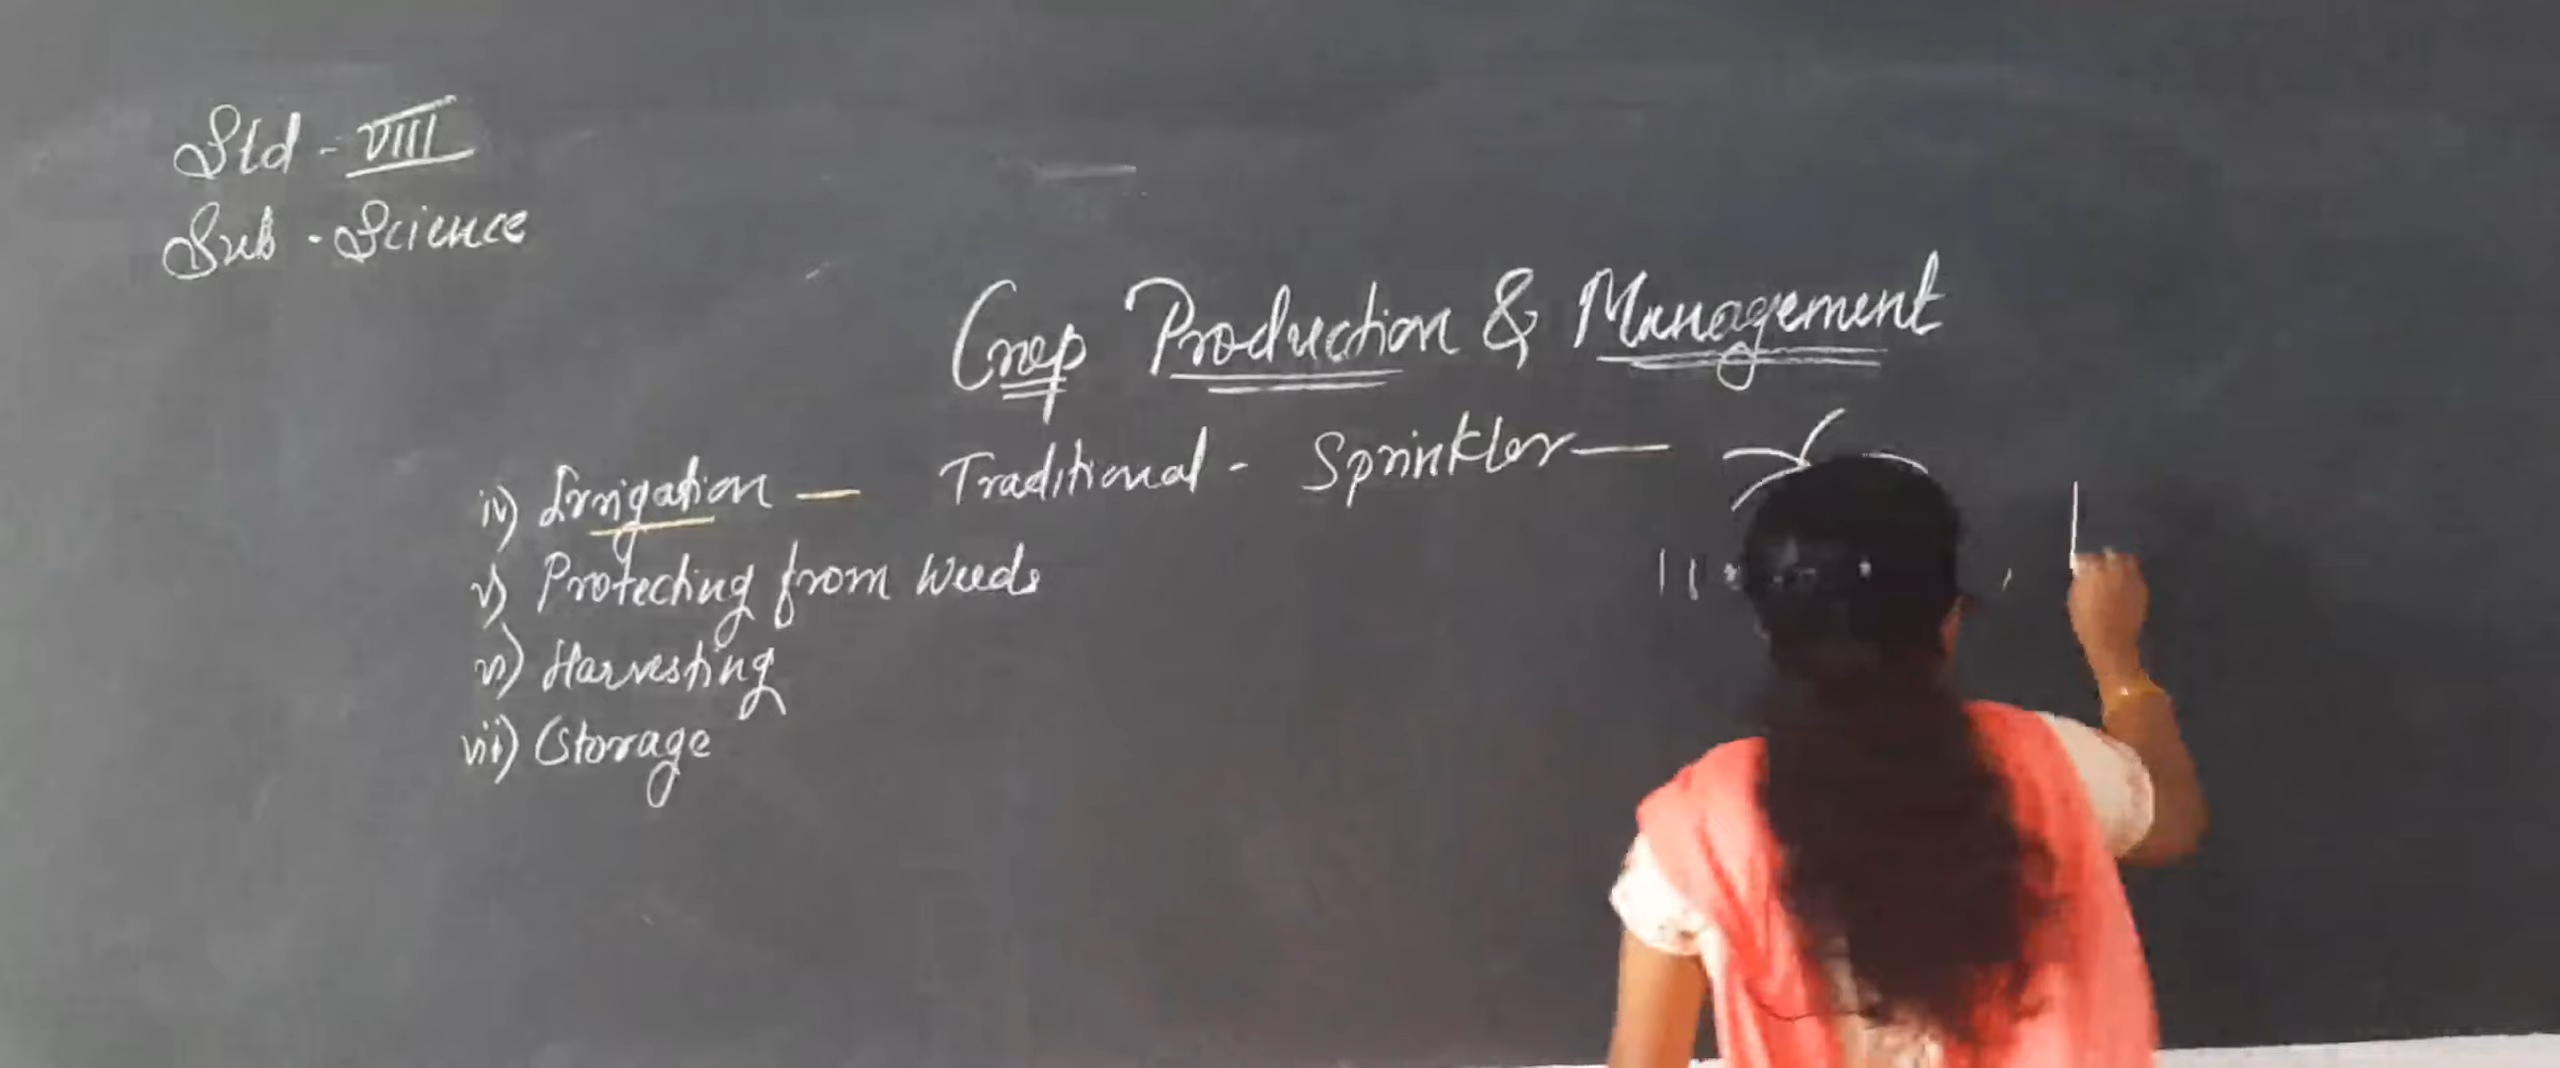 Std - VIII
Sub - Science
Crop Production & Management
iv) Irrigation — Traditional - Sprinkler —
v) Protecting from Weeds
vi) Harvesting
vii) Storage